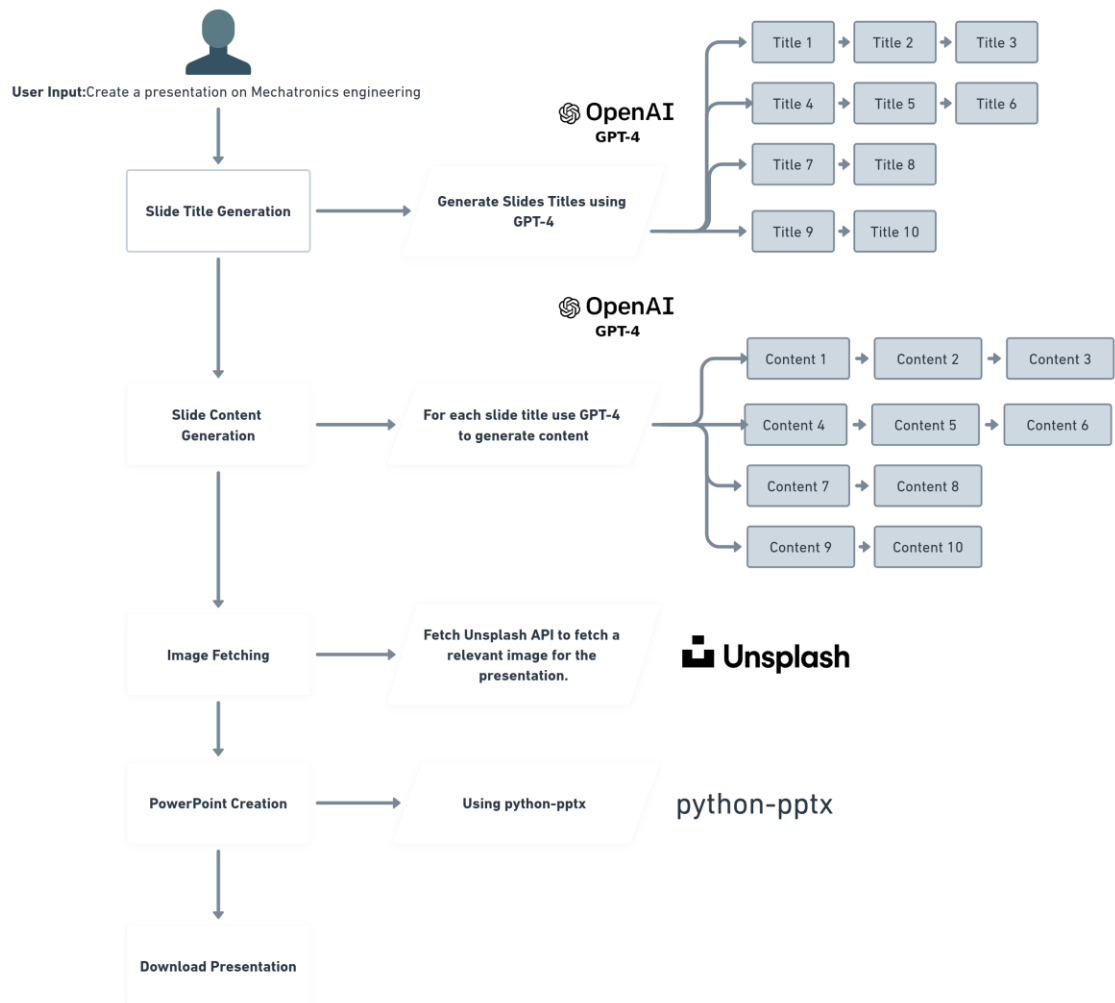 User Input:Create a presentation on Mechatronics engineering
OpenAI
GPT-4
Title 1
Title 2
Title 3
Title 4
Title 5
Title 6
Slide Title Generation
Generate Slides Titles using
GPT-4
Title 7
Title 8
Title 9
Title 10
OpenAI
GPT-4
Slide Content
Generation
For each slide title use GPT-4
to generate content
Content 1
Content 2
Content 3
Content 4
Content 5
Content 6
Content 7
Content 8
Content 9
Content 10
Image Fetching
Fetch Unsplash API to fetch a
relevant image for the
presentation.
Unsplash
PowerPoint Creation
Using python-pptx
python-pptx
Download Presentation